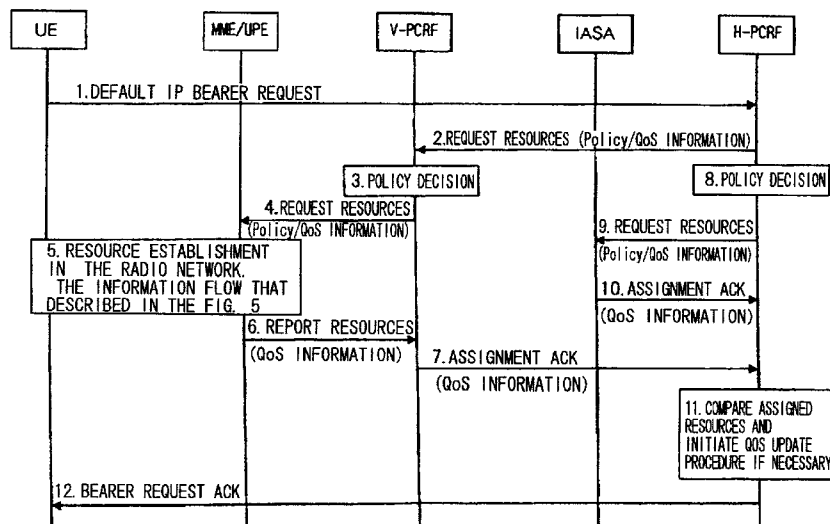 UE
MME/UPE
V-PCRF
IASA
H-PCRF
1.DEFAULT IP BEARER REQUEST
2.REQUEST RESOURCES (Policy/QoS INFORMATION)
3.POLICY DECISION
8.POLICY DECISION
4.REQUEST RESOURCES
(Policy/QoS INFORMATION)
9.REQUEST RESOURCES
(Policy/QoS INFORMATION)
5. RESOURCE ESTABLISHMENT
IN THE RADIO NETWORK.
THE INFORMATION FLOW THAT
DESCRIBED IN THE FIG. 5
10.ASSIGNMENT ACK
(QoS INFORMATION)
6.REPORT RESOURCES
(QoS INFORMATION)
7.ASSIGNMENT ACK
(QoS INFORMATION)
11.COMPARE ASSIGNED
RESOURCES AND
INITIATE QOS UPDATE
PROCEDURE IF NECESSARY
12.BEARER REQUEST ACK